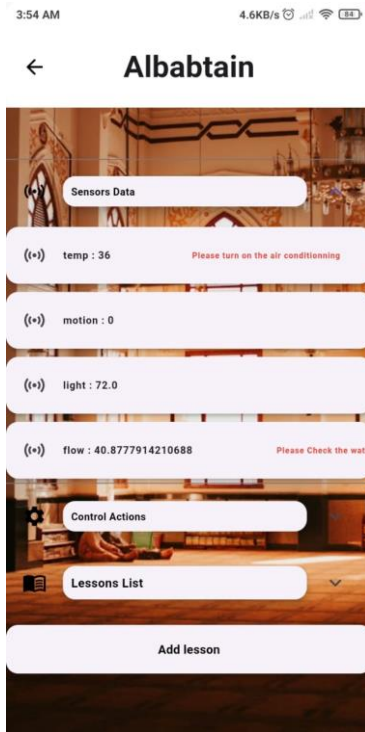 3:54 AM 4.6KB/s 84
Albabtain
Sensors Data
temp : 36 Please turn on the air conditionning
motion : 0
light : 72.0
flow : 40.8777914210688 Please Check the wat
Control Actions
Lessons List
Add lesson